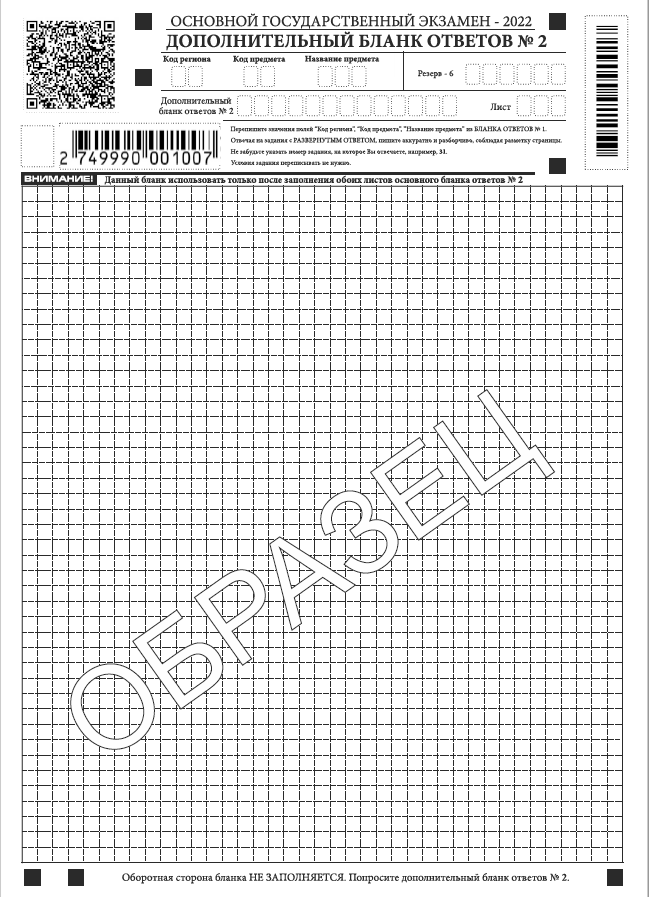 ОСНОВНОЙ ГОСУДАРСТВЕННЫЙ ЭКЗАМЕН - 2022
ДОПОЛНИТЕЛЬНЫЙ БЛАНК ОТВЕТОВ № 2
Код региона Код предмета Название предмета
Резерв - 6
Дополнительный
бланк ответов № 2
Лист
2 749990 001007
Перепишите значения полей "Код региона", "Код предмета", "Название предмета" из БЛАНКА ОТВЕТОВ № 1.
Отвечая на задания с РАЗВЕРНУТЫМ ОТВЕТОМ, пишите аккуратно и разборчиво, соблюдая разметку страницы.
Не забудьте указать номер задания, на которое Вы отвечаете, например, 31.
Условия задания переписывать не нужно.
ВНИМАНИЕ! Данный бланк использовать только после заполнения обоих листов основного бланка ответов № 2
ОБРАЗЕЦ
Оборотная сторона бланка НЕ ЗАПОЛНЯЕТСЯ. Попросите дополнительный бланк ответов № 2.